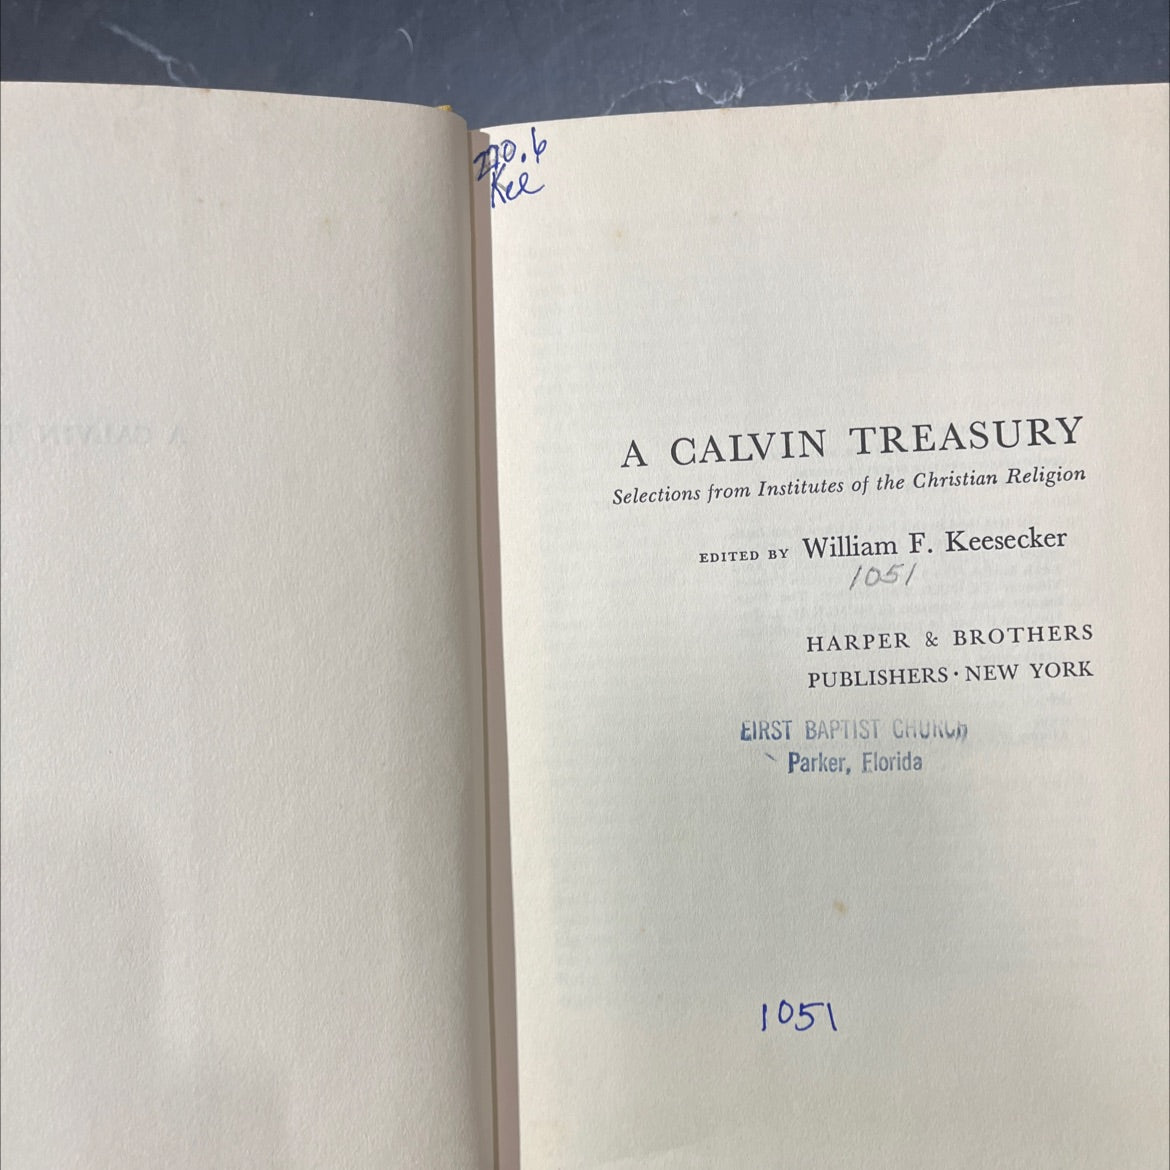 270.6
Kee
A CALVIN TREASURY
Selections from Institutes of the Christian Religion
EDITED BY William F. Keesecker
1051
HARPER & BROTHERS
PUBLISHERS · NEW YORK
FIRST BAPTIST CHURCH
Parker, Florida
1051